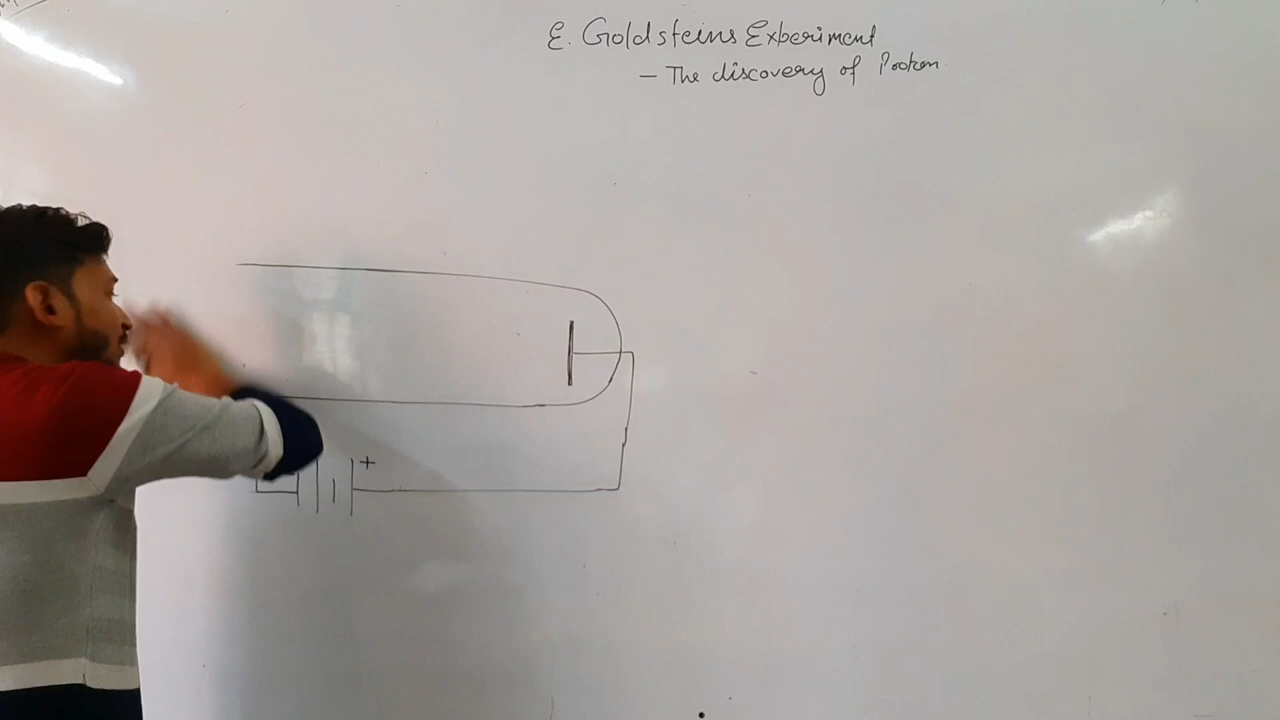 E. Goldsteins Experiment
– The discovery of Proton
+